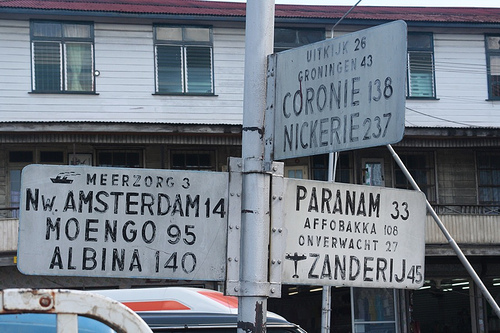 UITKIJK 26
GRONINGEN 43
CORONIE 138
NICKERIE 237
MEERZORG 3
Nw. AMSTERDAM 14
MOENGO 95
ALBINA 140
PARANAM 33
AFFOBAKKA 108
ONVERWACHT 27
ZANDERIJ 45